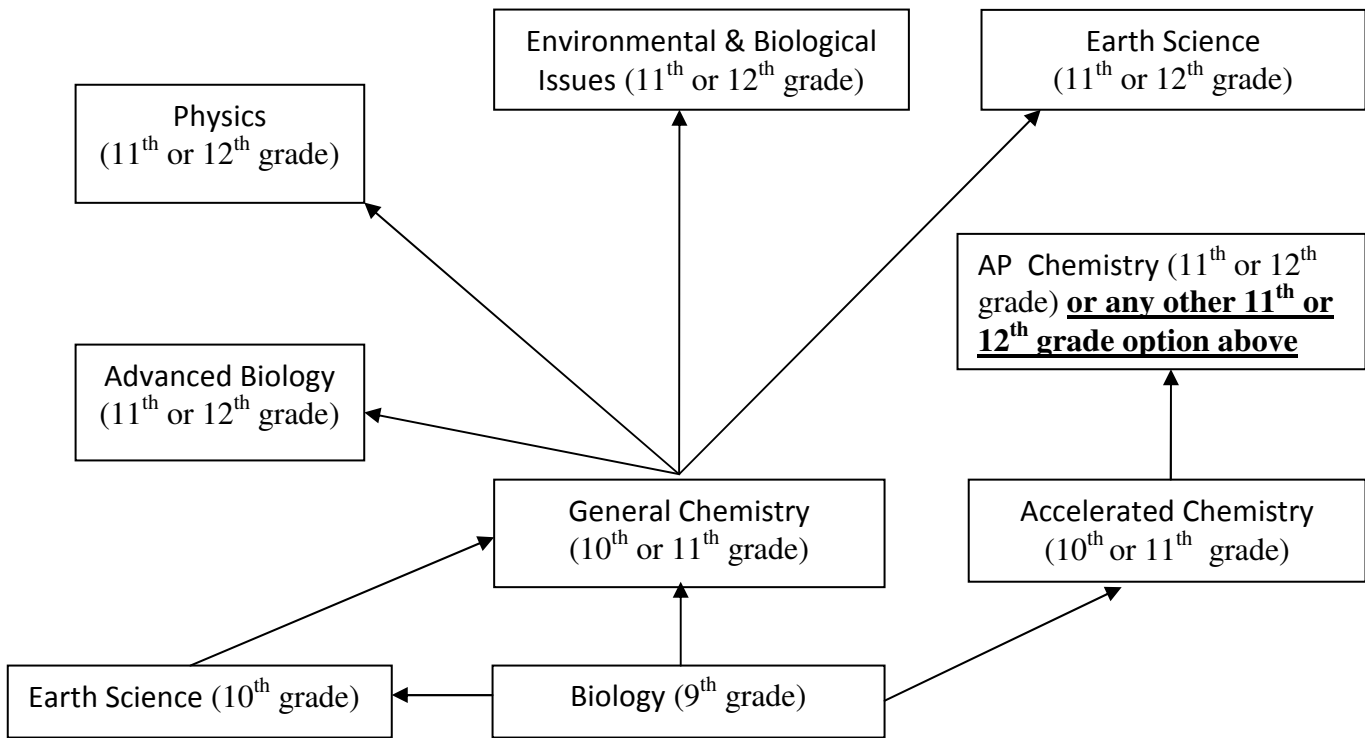 Environmental & Biological
Issues (11th or 12th grade)
Earth Science
(11th or 12th grade)
Physics
(11th or 12th grade)
AP Chemistry (11th or 12th
grade) or any other 11th or
12th grade option above
Advanced Biology
(11th or 12th grade)
General Chemistry
(10th or 11th grade)
Accelerated Chemistry
(10th or 11th grade)
Earth Science (10th grade)
Biology (9th grade)